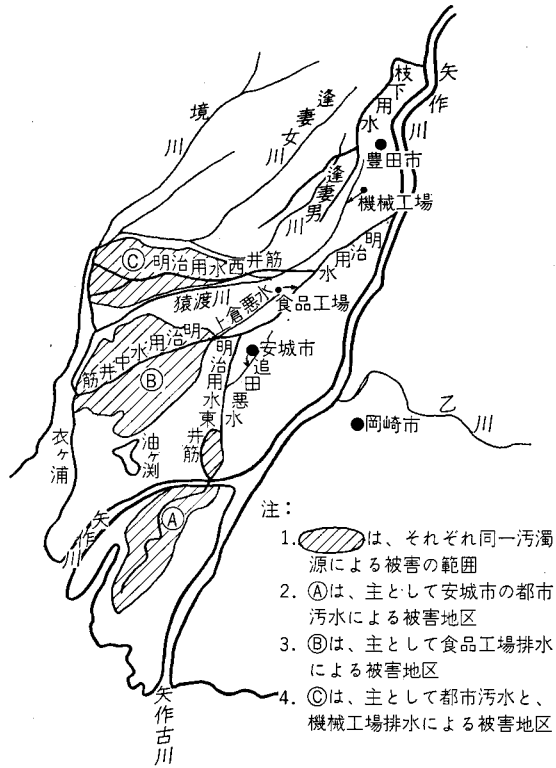 矢作川
枝下用水
豊田市
逢妻女川
境川
逢妻男川
機械工場
明治用水
明治用水西井筋
Ⓒ
猿渡川
上倉悪水
食品工場
明治用水中井筋
Ⓑ
安城市
追田悪水
明治用水東井筋
岡崎市
乙川
衣ヶ浦
油ヶ渕
矢作川
Ⓐ
矢作古川
注：
1. は、それぞれ同一汚濁
源による被害の範囲
2. Ⓐは、主として安城市の都市
汚水による被害地区
3. Ⓑは、主として食品工場排水
による被害地区
4. Ⓒは、主として都市汚水と、
機械工場排水による被害地区